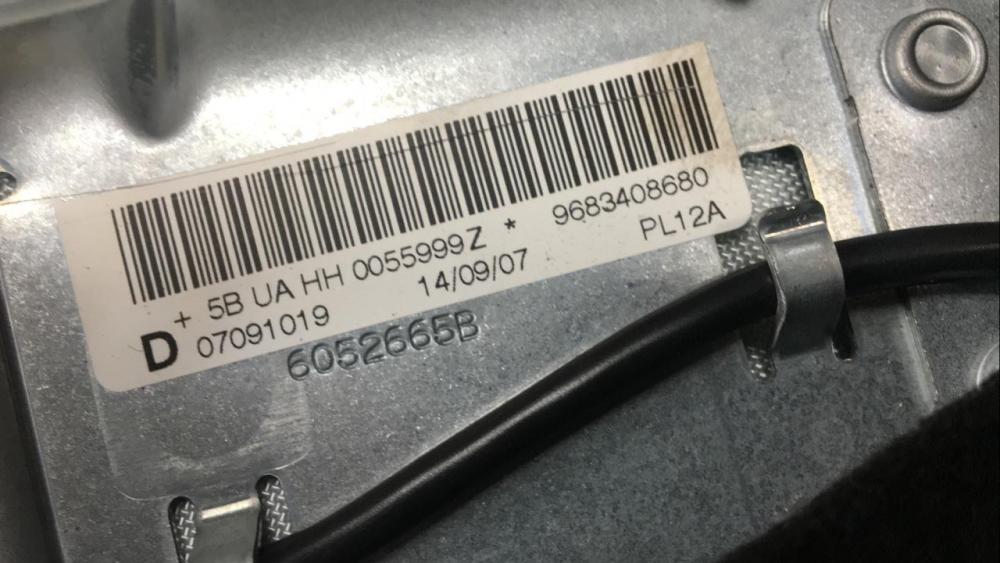 + 5B UA HH 0055999Z * 9683408680
D 07091019 14/09/07 PL12A
6052665B